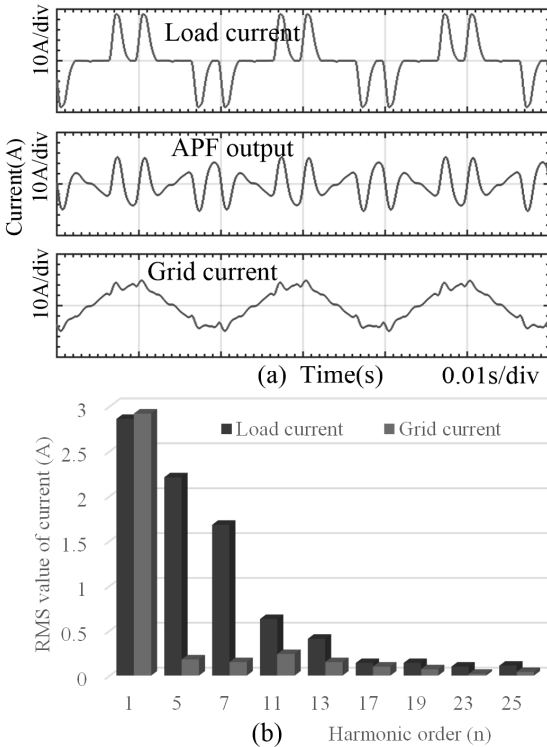 Load current
10A/div
APF output
10A/div
Current(A)
Grid current
10A/div
(a) Time(s) 0.01s/div
Load current Grid current
RMS value of current (A)
3
2.5
2
1.5
1
0.5
0
1 5 7 11 13 17 19 23 25
(b) Harmonic order (n)